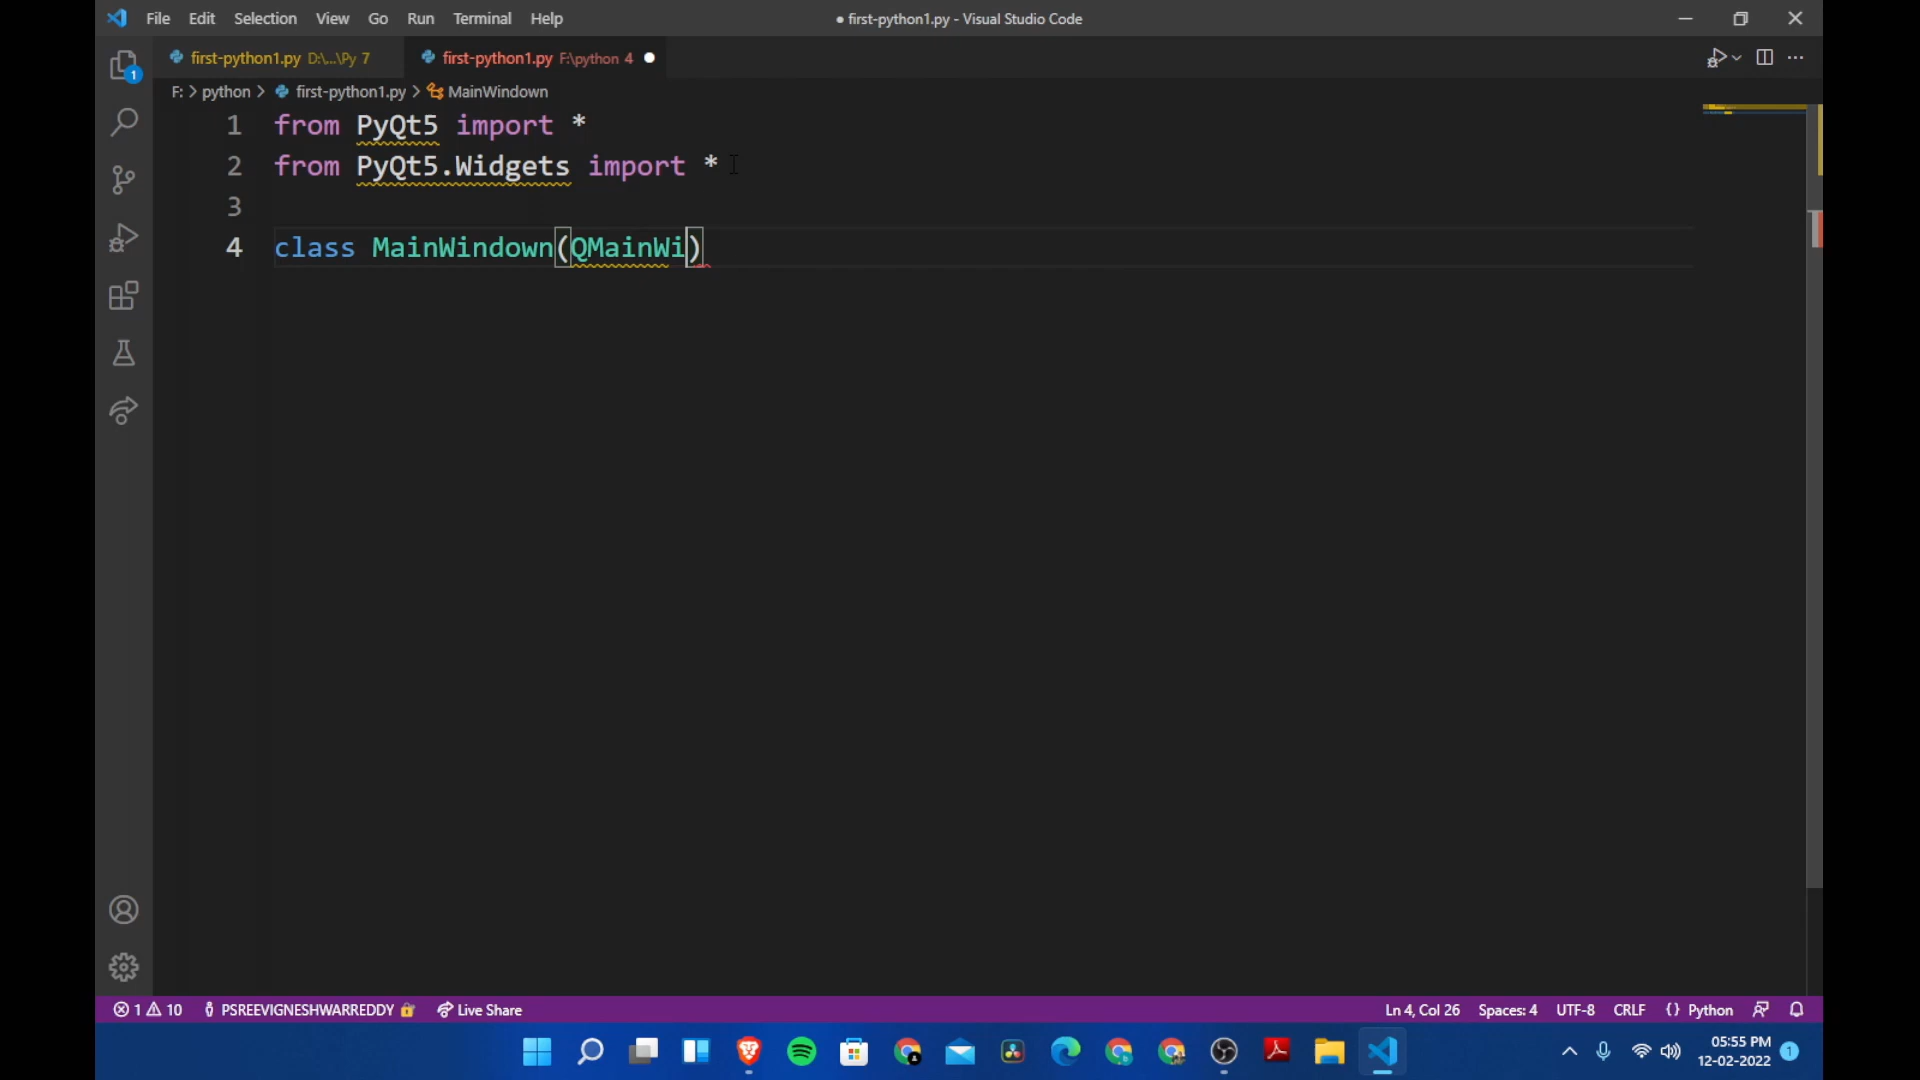 File Edit Selection View Go Run Terminal Help ● first-python1.py - Visual Studio Code
first-python1.py D:\...\Py 7 first-python1.py F:\python 4 ●
F: > python > first-python1.py > MainWindown
1 from PyQt5 import *
2 from PyQt5.Widgets import *
3
4 class MainWindown(QMainWi)
1
1 10 PSREEVIGNESHWARREDDY Live Share Ln 4, Col 26 Spaces: 4 UTF-8 CRLF {} Python
05:55 PM
12-02-2022 1